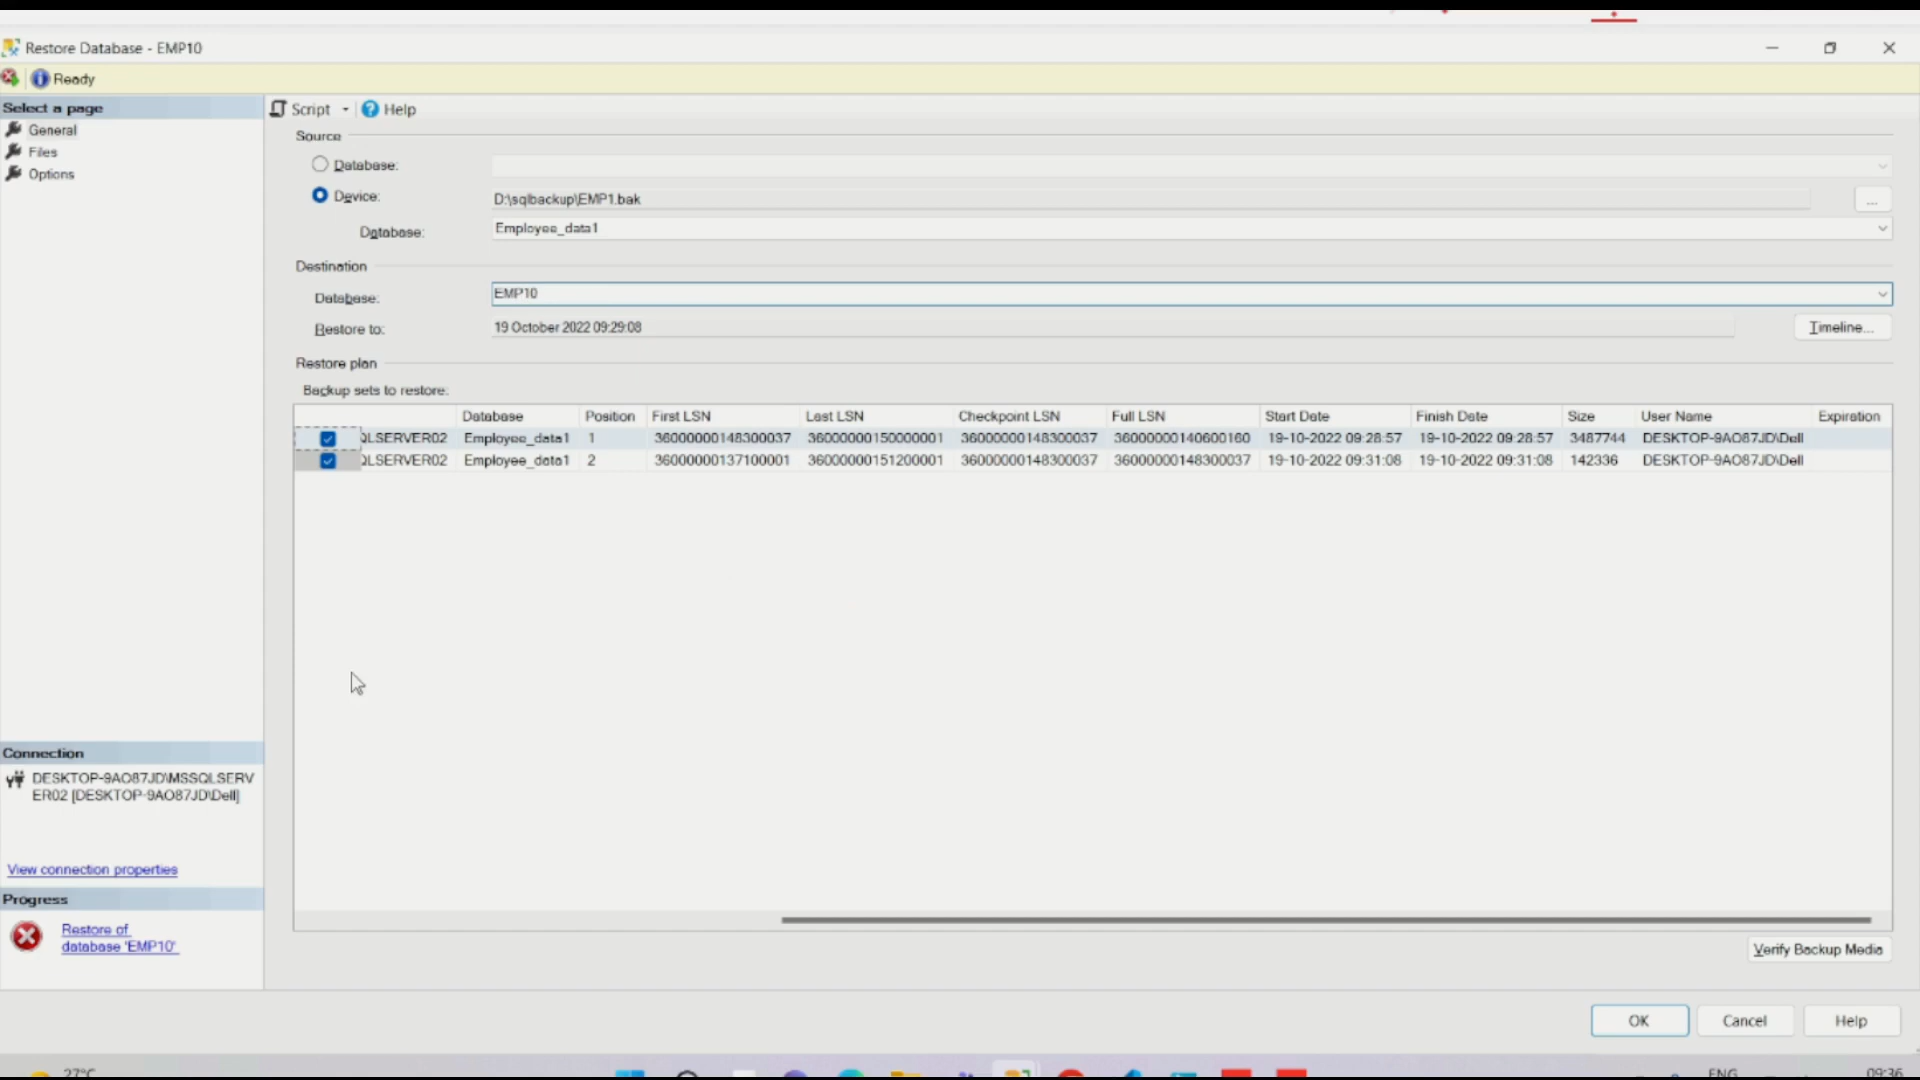 Restore Database - EMP10
Ready
Select a page
General
Files
Options
Script
Help
Source
Database:
Device:
D:\sqlbackup\EMP1.bak
...
Database:
Employee_data1
Destination
Database:
EMP10
Restore to:
19 October 2022 09:29:08
Timeline...
Restore plan
Backup sets to restore:
Database Position First LSN Last LSN Checkpoint LSN Full LSN Start Date Finish Date Size User Name Expiration
QLSERVER02 Employee_data1 1 36000000148300037 36000000150000001 36000000148300037 36000000140600160 19-10-2022 09:28:57 19-10-2022 09:28:57 3487744 DESKTOP-9AO87JD\Dell
QLSERVER02 Employee_data1 2 36000000137100001 36000000151200001 36000000148300037 36000000148300037 19-10-2022 09:31:08 19-10-2022 09:31:08 142336 DESKTOP-9AO87JD\Dell
Connection
DESKTOP-9AO87JD\MSSQLSERV
ER02 [DESKTOP-9AO87JD\Dell]
View connection properties
Progress
Restore of
database 'EMP10'
Verify Backup Media
OK
Cancel
Help
27°C
ENG
09:36